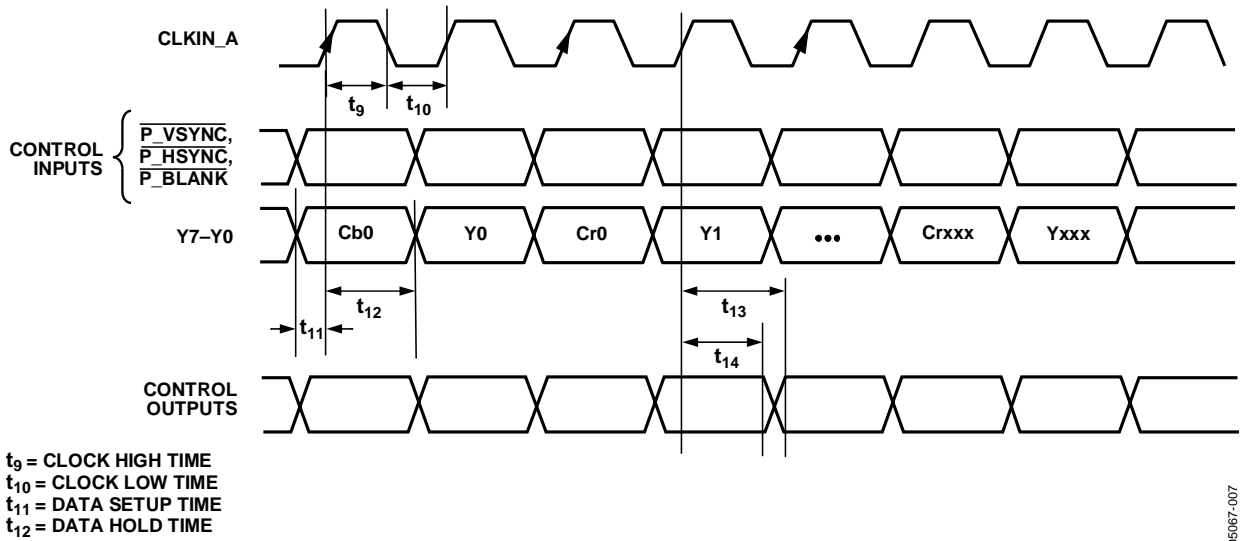 CLKIN_A
t9
t10
CONTROL
INPUTS
P_VSYNC,
P_HSYNC,
P_BLANK
Y7–Y0
Cb0
Y0
Cr0
Y1
•••
Crxxx
Yxxx
t12
t13
t11
t14
CONTROL
OUTPUTS
t9 = CLOCK HIGH TIME
t10 = CLOCK LOW TIME
t11 = DATA SETUP TIME
t12 = DATA HOLD TIME
05067-007